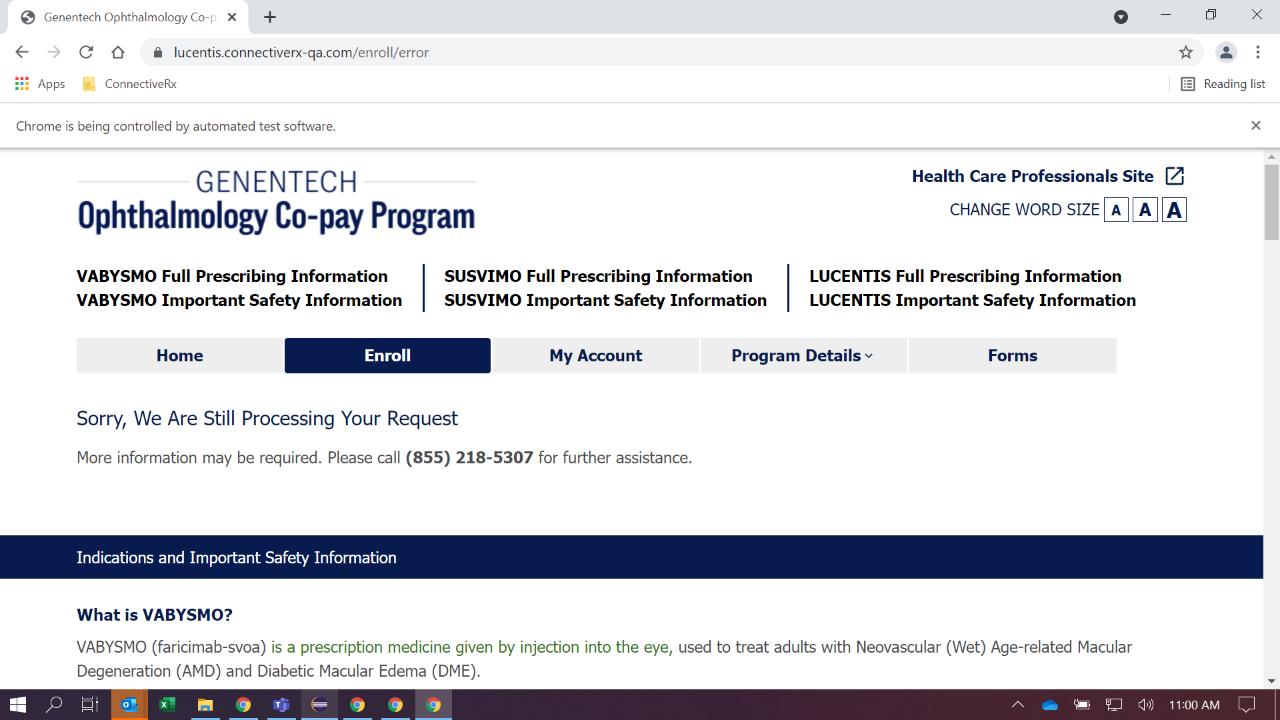 Genentech Ophthalmology Co-p
lucentis.connectiverx-qa.com/enroll/error
Apps
ConnectiveRx
Reading list
Chrome is being controlled by automated test software.
GENENTECH
Ophthalmology Co-pay Program
Health Care Professionals Site
CHANGE WORD SIZE A A A
VABYSMO Full Prescribing Information
VABYSMO Important Safety Information
SUSVIMO Full Prescribing Information
SUSVIMO Important Safety Information
LUCENTIS Full Prescribing Information
LUCENTIS Important Safety Information
Home
Enroll
My Account
Program Details
Forms
Sorry, We Are Still Processing Your Request
More information may be required. Please call (855) 218-5307 for further assistance.
Indications and Important Safety Information
What is VABYSMO?
VABYSMO (faricimab-svoa) is a prescription medicine given by injection into the eye, used to treat adults with Neovascular (Wet) Age-related Macular
Degeneration (AMD) and Diabetic Macular Edema (DME).
11:00 AM